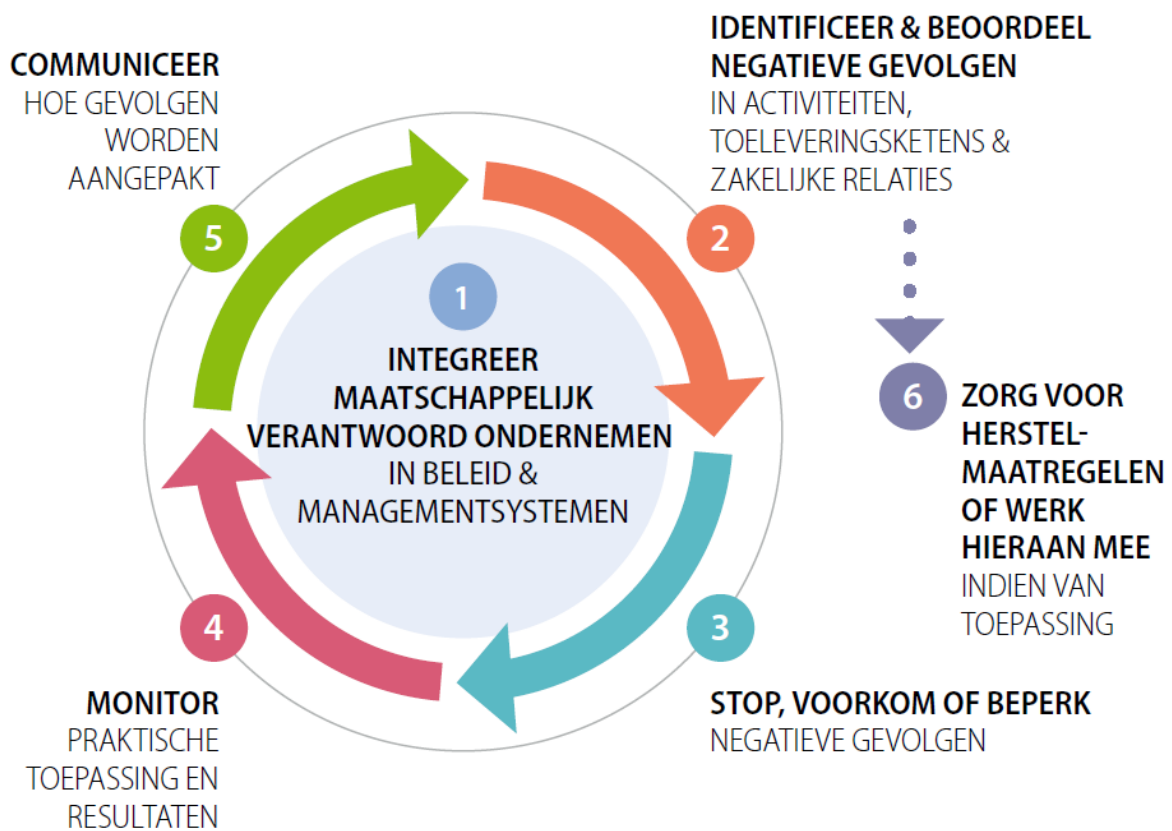 1
INTEGREER
MAATSCHAPPELIJK
VERANTWOORD ONDERNEMEN
IN BELEID &
MANAGEMENTSYSTEMEN
2
IDENTIFICEER & BEOORDEEL
NEGATIEVE GEVOLGEN
IN ACTIVITEITEN,
TOELEVERINGSKETENS &
ZAKELIJKE RELATIES
3
STOP, VOORKOM OF BEPERK
NEGATIEVE GEVOLGEN
4
MONITOR
PRAKTISCHE
TOEPASSING EN
RESULTATEN
5
COMMUNICEER
HOE GEVOLGEN
WORDEN
AANGEPAKT
6
ZORG VOOR
HERSTEL-
MAATREGELEN
OF WERK
HIERAAN MEE
INDIEN VAN
TOEPASSING